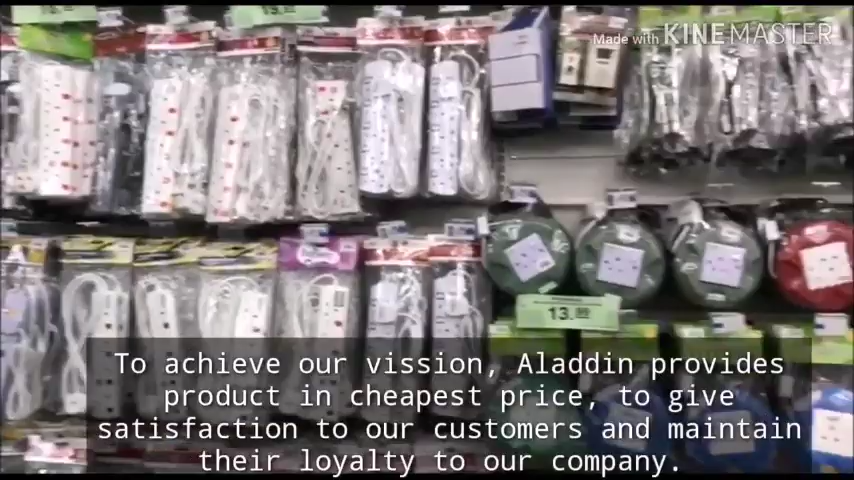 Made with KINEMASTER
13.
To achieve our vission, Aladdin provides
product in cheapest price, to give
satisfaction to our customers and maintain
their loyalty to our company.